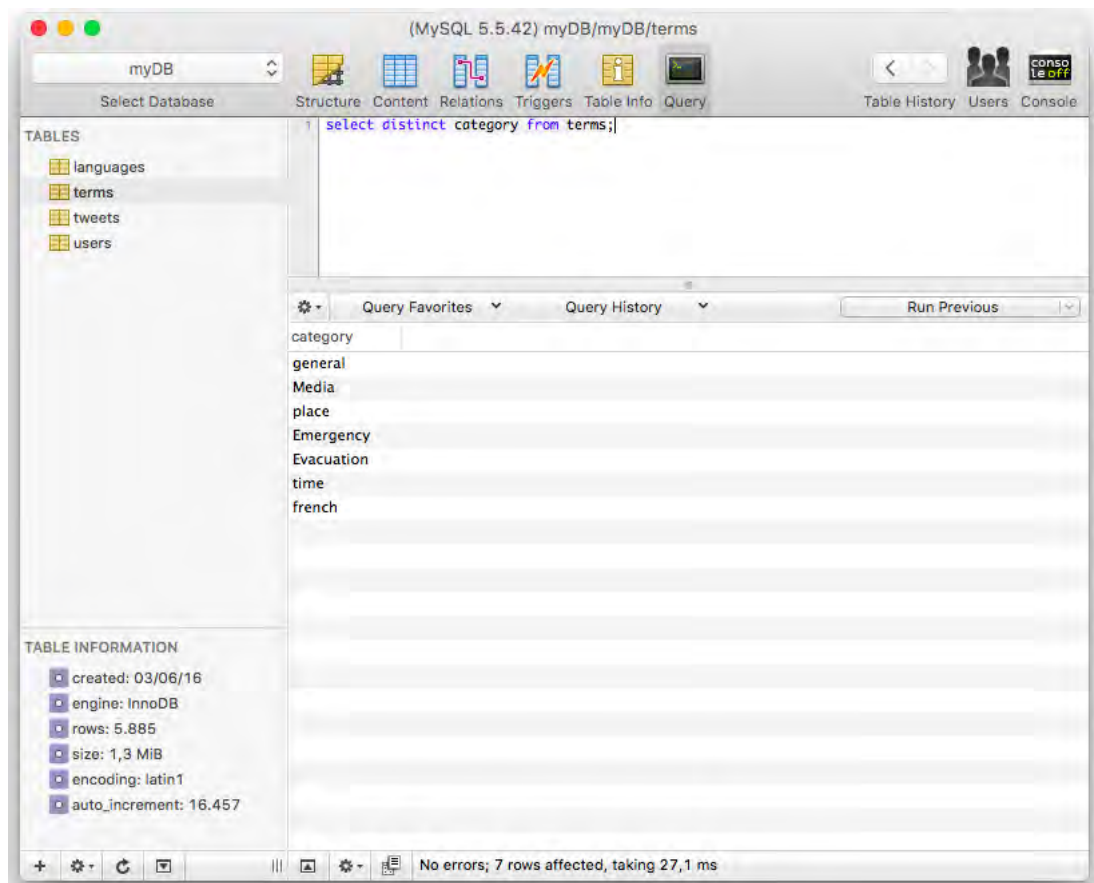 (MySQL 5.5.42) myDB/myDB/terms
myDB
Select Database
Structure Content Relations Triggers Table Info Query
Table History Users Console
conso
le off
TABLES
languages
terms
tweets
users
1 select distinct category from terms;
Query Favorites Query History Run Previous
category
general
Media
place
Emergency
Evacuation
time
french
TABLE INFORMATION
created: 03/06/16
engine: InnoDB
rows: 5.885
size: 1,3 MiB
encoding: latin1
auto_increment: 16.457
No errors; 7 rows affected, taking 27,1 ms